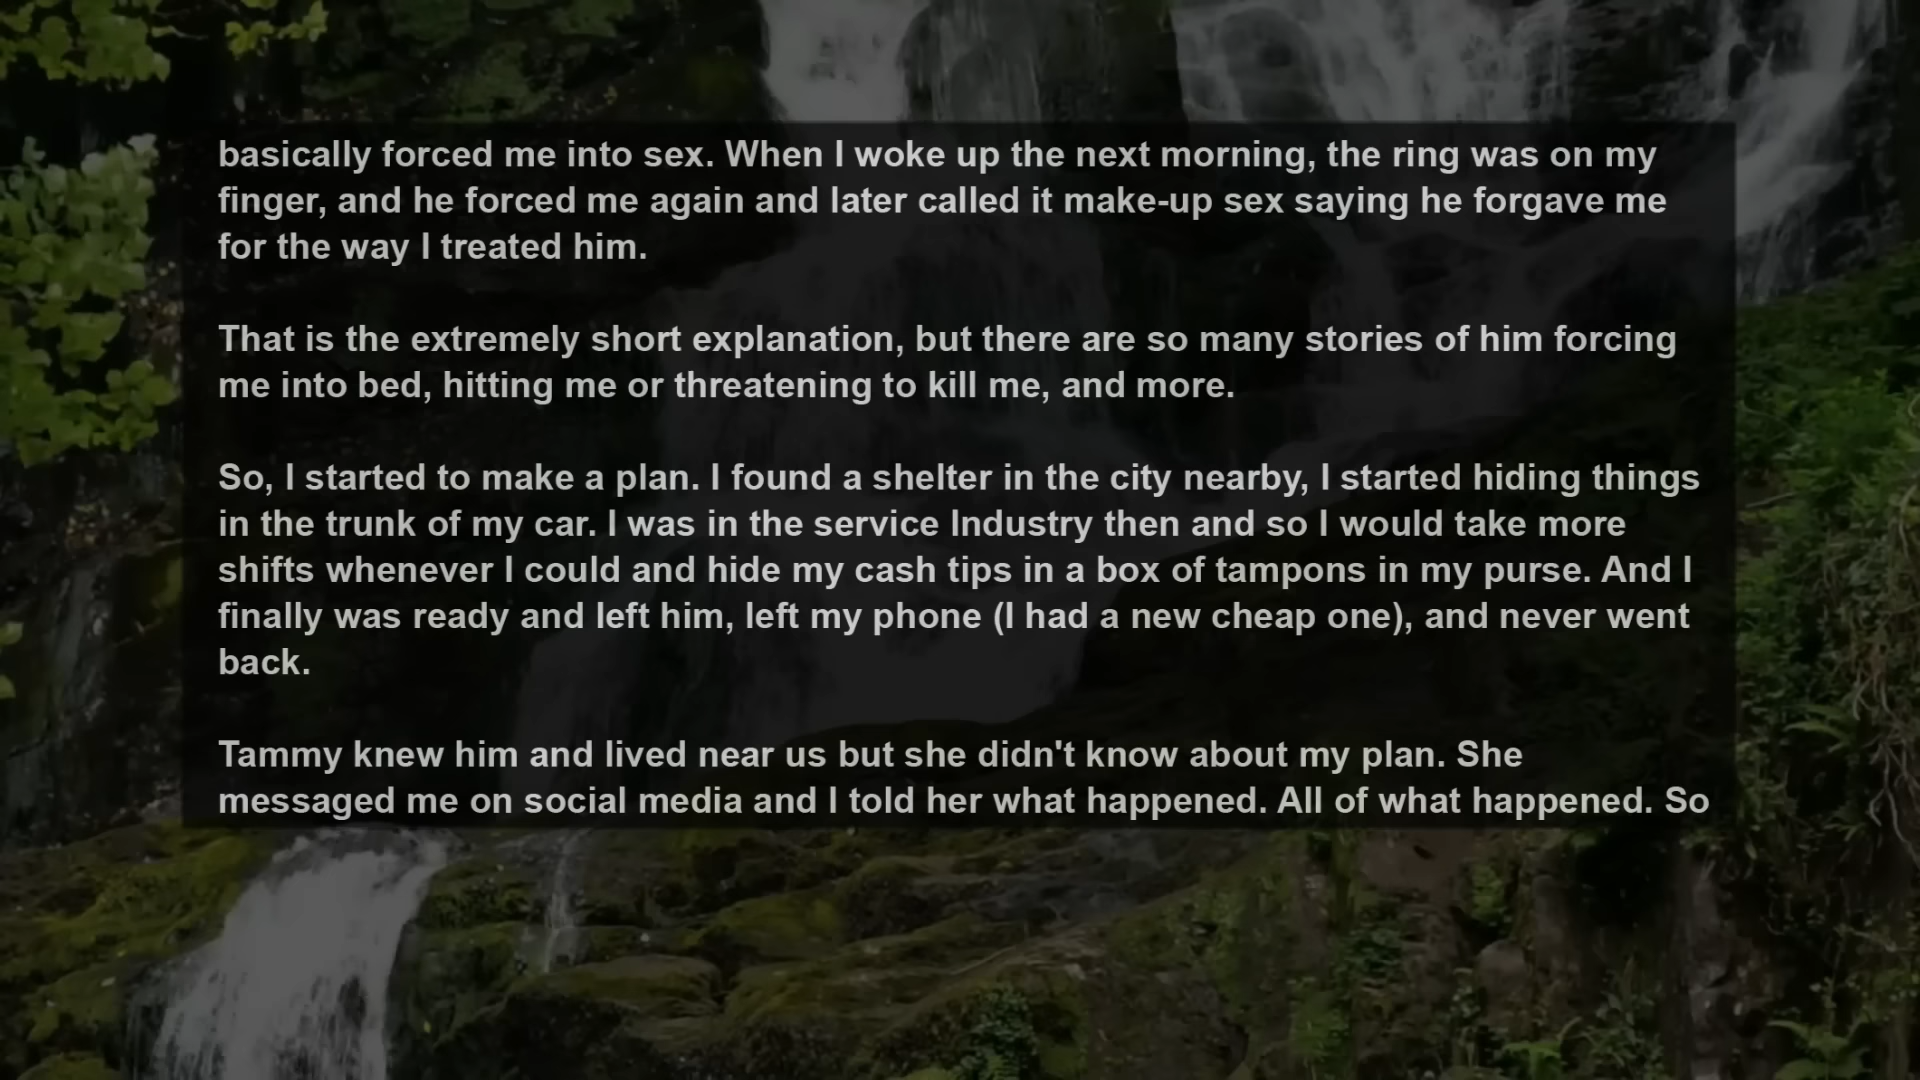 basically forced me into sex. When I woke up the next morning, the ring was on my
finger, and he forced me again and later called it make-up sex saying he forgave me
for the way I treated him.
That is the extremely short explanation, but there are so many stories of him forcing
me into bed, hitting me or threatening to kill me, and more.
So, I started to make a plan. I found a shelter in the city nearby, I started hiding things
in the trunk of my car. I was in the service Industry then and so I would take more
shifts whenever I could and hide my cash tips in a box of tampons in my purse. And I
finally was ready and left him, left my phone (I had a new cheap one), and never went
back.
Tammy knew him and lived near us but she didn't know about my plan. She
messaged me on social media and I told her what happened. All of what happened. So